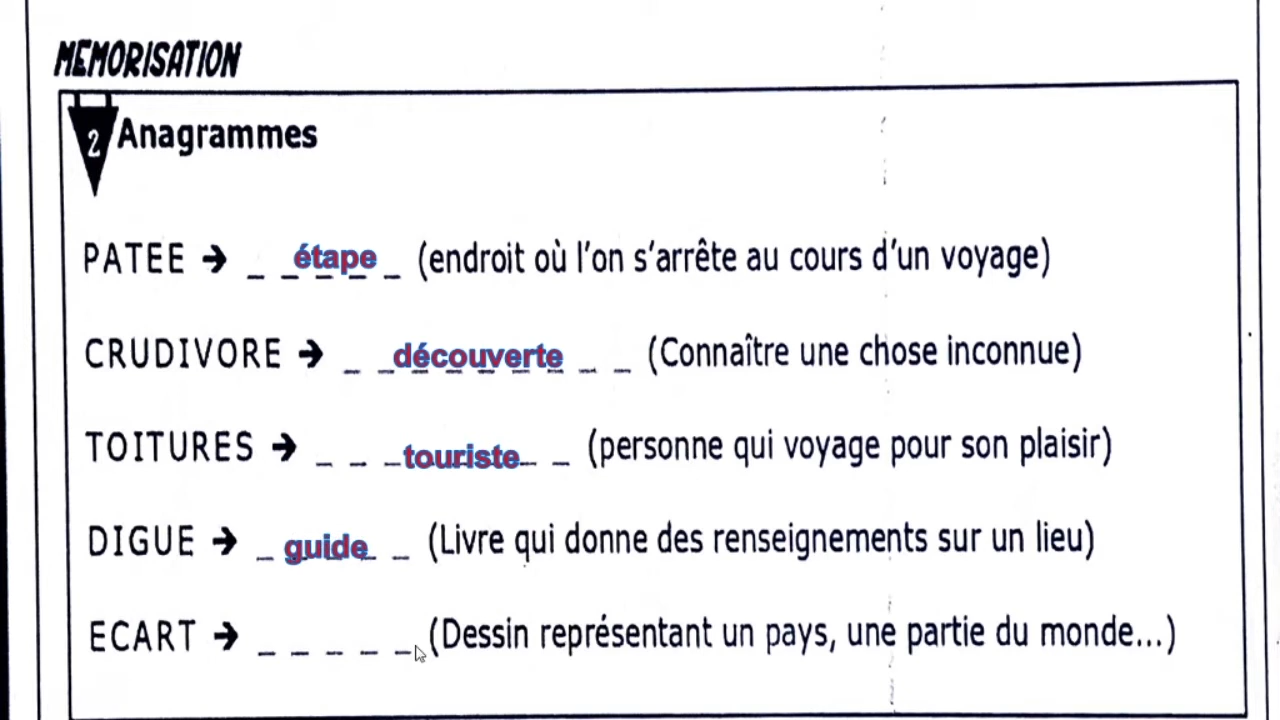 MEMORISATION
2 Anagrammes
PATEE → _ _ étape _ (endroit où l'on s'arrête au cours d'un voyage)
CRUDIVORE → _ _ découverte _ _ (Connaître une chose inconnue)
TOITURES → _ _ _ touriste _ _ (personne qui voyage pour son plaisir)
DIGUE → _ guide _ (Livre qui donne des renseignements sur un lieu)
ECART → _ _ _ _ _ (Dessin représentant un pays, une partie du monde...)